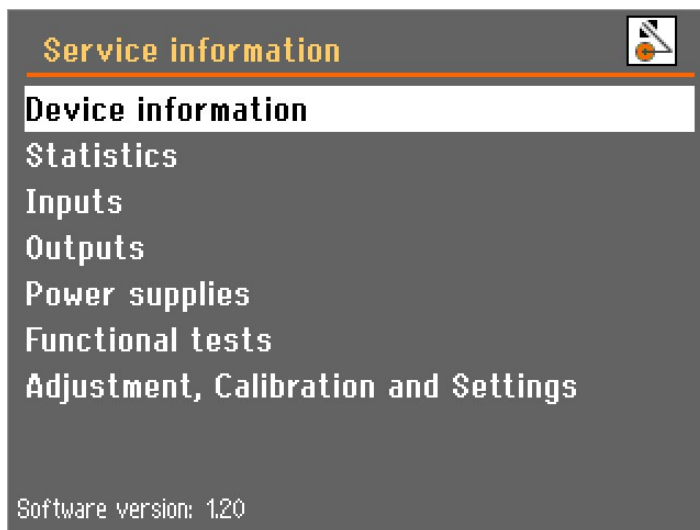 Service information
Device information
Statistics
Inputs
Outputs
Power supplies
Functional tests
Adjustment, Calibration and Settings
Software version: 1.20